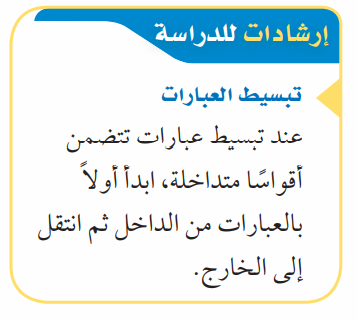 إرشادات للدراسة
تبسيط العبارات
عند تبسيط عبارات تتضمن
أقواسًا متداخلة، ابدأ أولاً
بالعبارات من الداخل ثم انتقل
إلى الخارج.